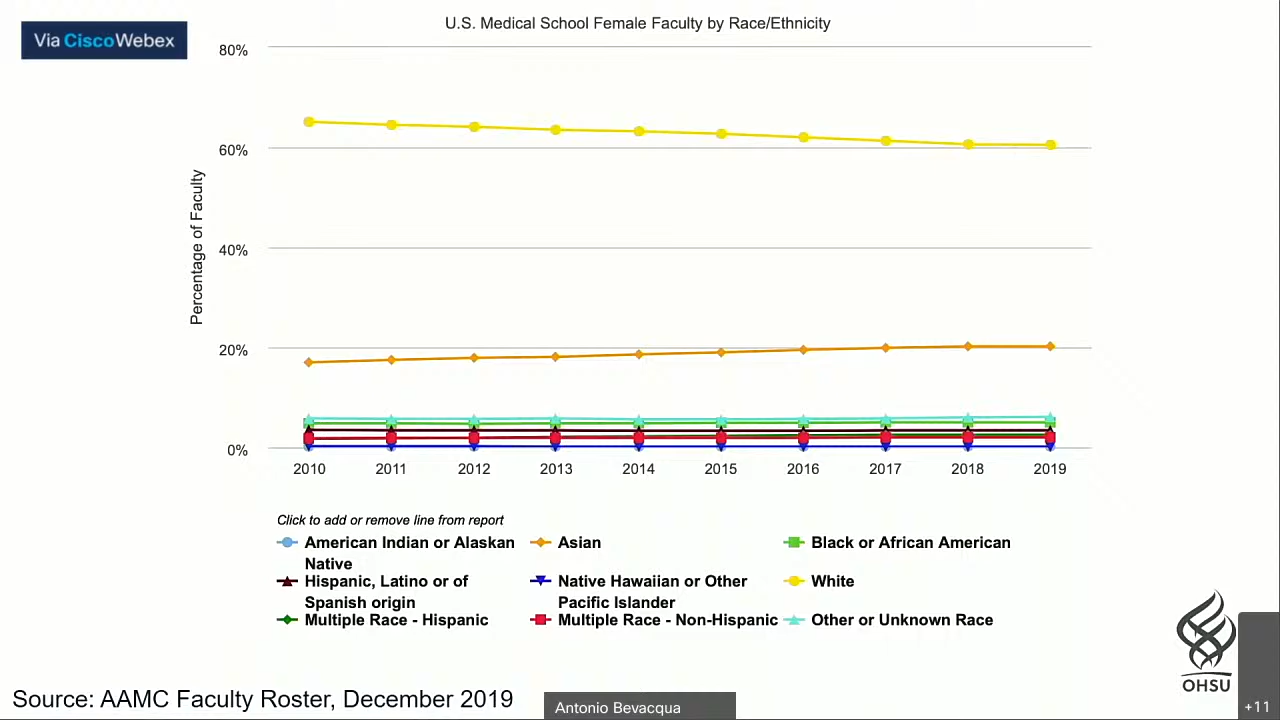 U.S. Medical School Female Faculty by Race/Ethnicity
Via CiscoWebex
80%
60%
40%
20%
0%
Percentage of Faculty
2010 2011 2012 2013 2014 2015 2016 2017 2018 2019
Click to add or remove line from report
American Indian or Alaskan Native
Asian
Black or African American
Hispanic, Latino or of Spanish origin
Native Hawaiian or Other Pacific Islander
White
Multiple Race - Hispanic
Multiple Race - Non-Hispanic
Other or Unknown Race
OHSU
Source: AAMC Faculty Roster, December 2019
Antonio Bevacqua
+11